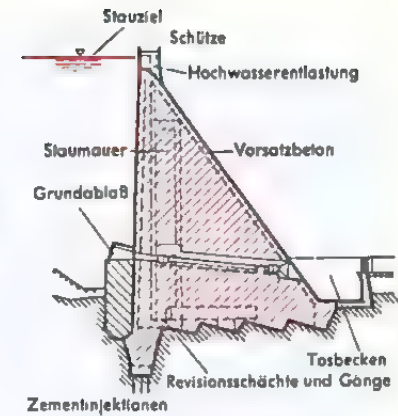 Stauziel
Schütze
Hochwasserentlastung
Staumauer
Vorsatzbeton
Grundablaß
Tosbecken
Revisionsschächte und Gänge
Zementinjektionen